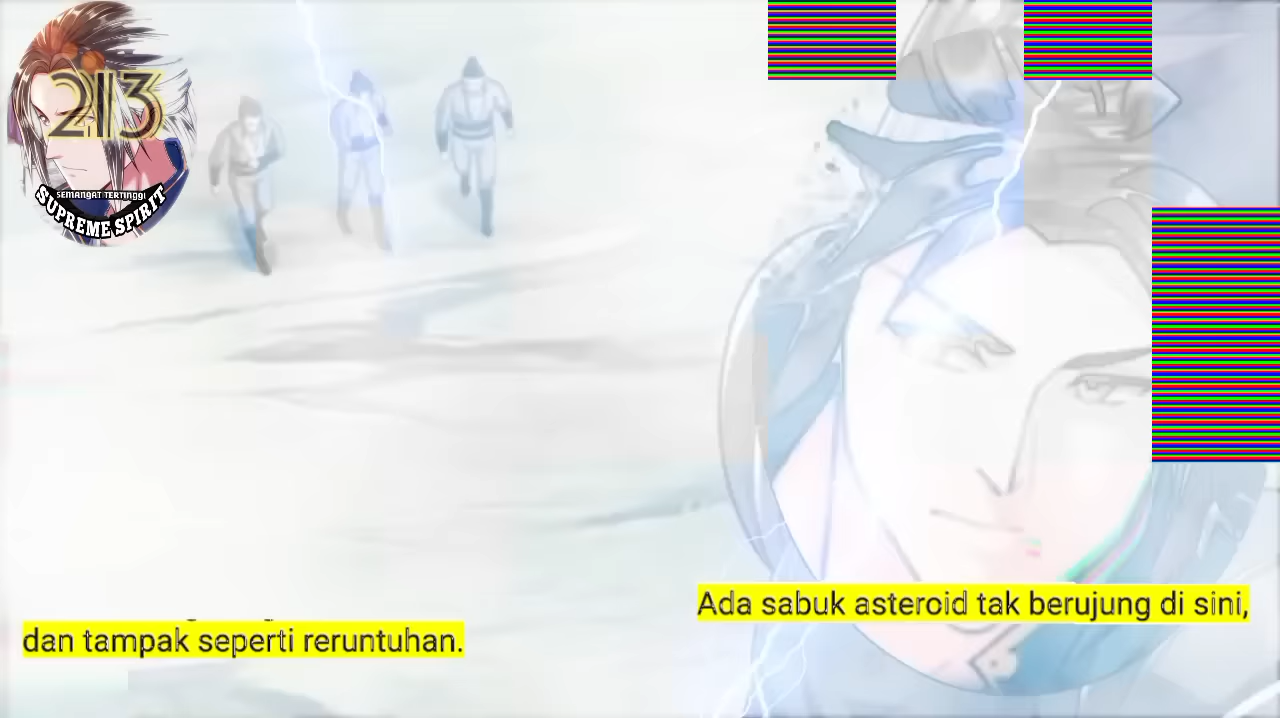 213
SEMANGAT TERTINGGI
SUPREME SPIRIT
Ada sabuk asteroid tak berujung di sini,
dan tampak seperti reruntuhan.